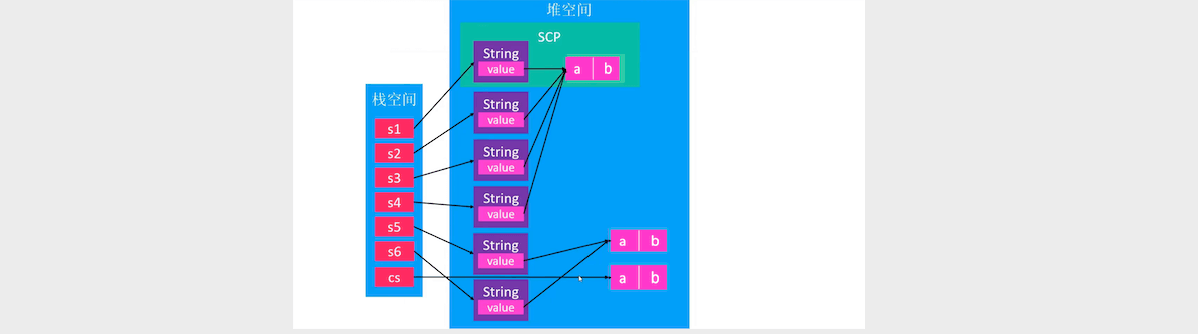 堆空间
SCP
String
value
a b
栈空间
s1
s2
s3
s4
s5
s6
cs
String
value
String
value
String
value
String
value
a b
String
value
a b